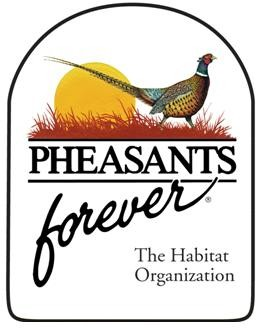 PHEASANTS
forever®
The Habitat
Organization